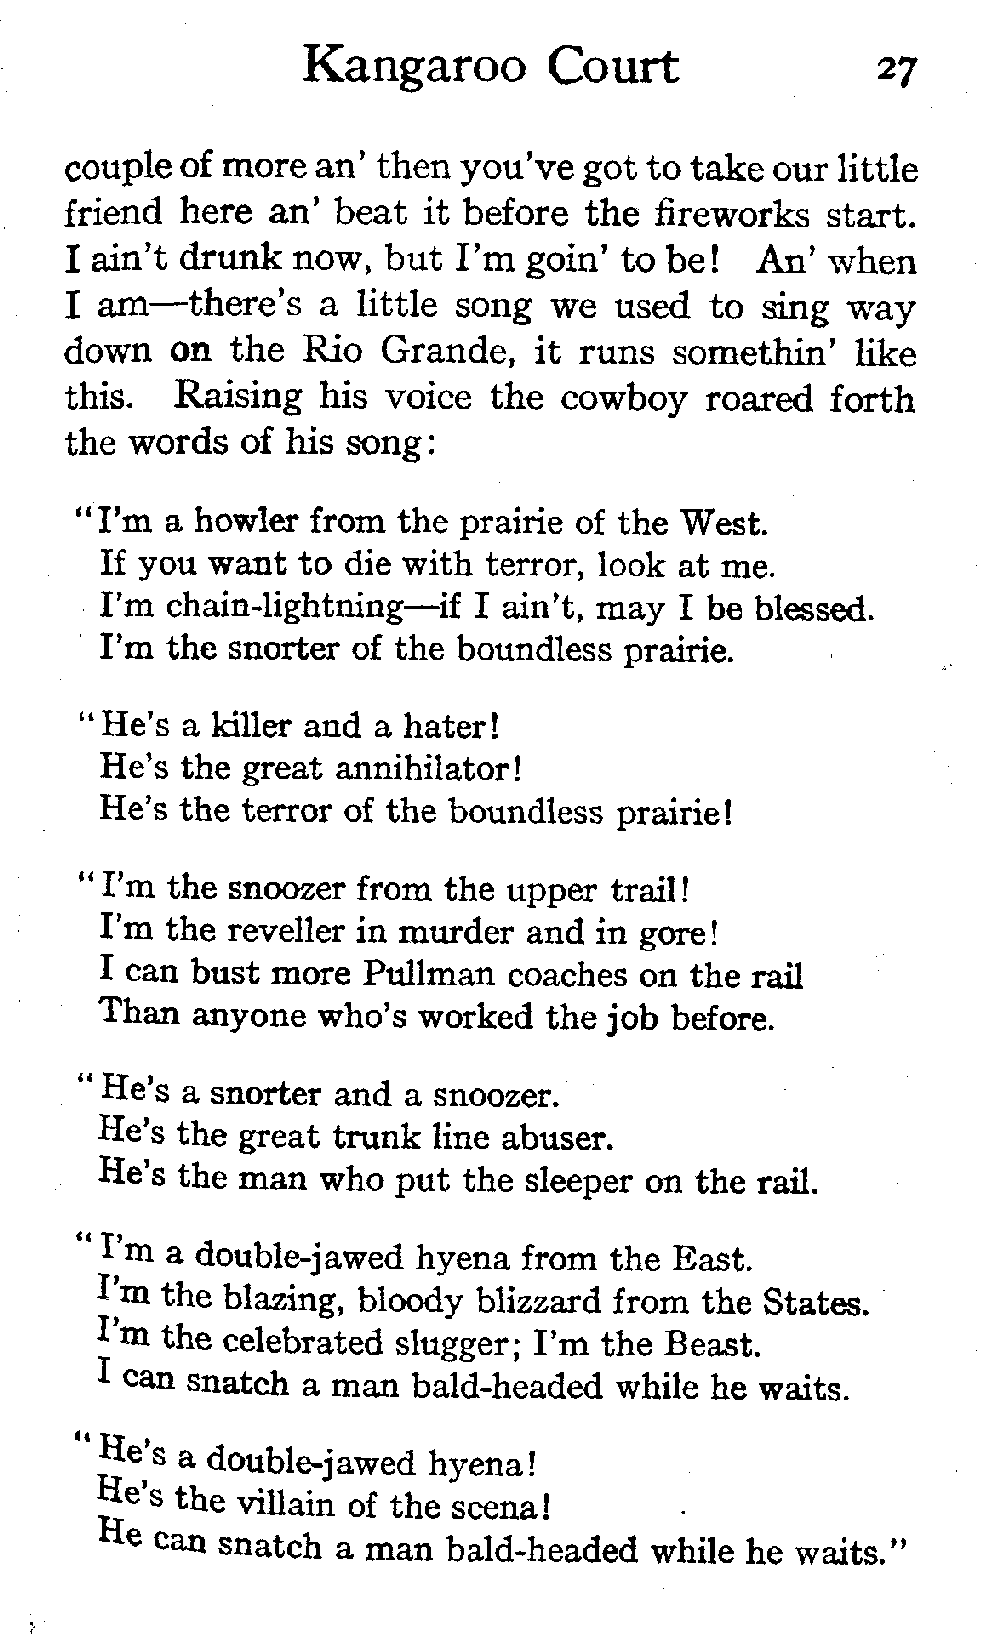 Kangaroo Court 27
couple of more an' then you've got to take our little
friend here an' beat it before the fireworks start.
I ain't drunk now, but I'm goin' to be! An' when
I am—there's a little song we used to sing way
down on the Rio Grande, it runs somethin' like
this. Raising his voice the cowboy roared forth
the words of his song:
"I'm a howler from the prairie of the West.
If you want to die with terror, look at me.
I'm chain-lightning—if I ain't, may I be blessed.
I'm the snorter of the boundless prairie.
"He's a killer and a hater!
He's the great annihilator!
He's the terror of the boundless prairie!
"I'm the snoozer from the upper trail!
I'm the reveller in murder and in gore!
I can bust more Pullman coaches on the rail
Than anyone who's worked the job before.
"He's a snorter and a snoozer.
He's the great trunk line abuser.
He's the man who put the sleeper on the rail.
"I'm a double-jawed hyena from the East.
I'm the blazing, bloody blizzard from the States.
I'm the celebrated slugger; I'm the Beast.
I can snatch a man bald-headed while he waits.
"He's a double-jawed hyena!
He's the villain of the scena!
He can snatch a man bald-headed while he waits."